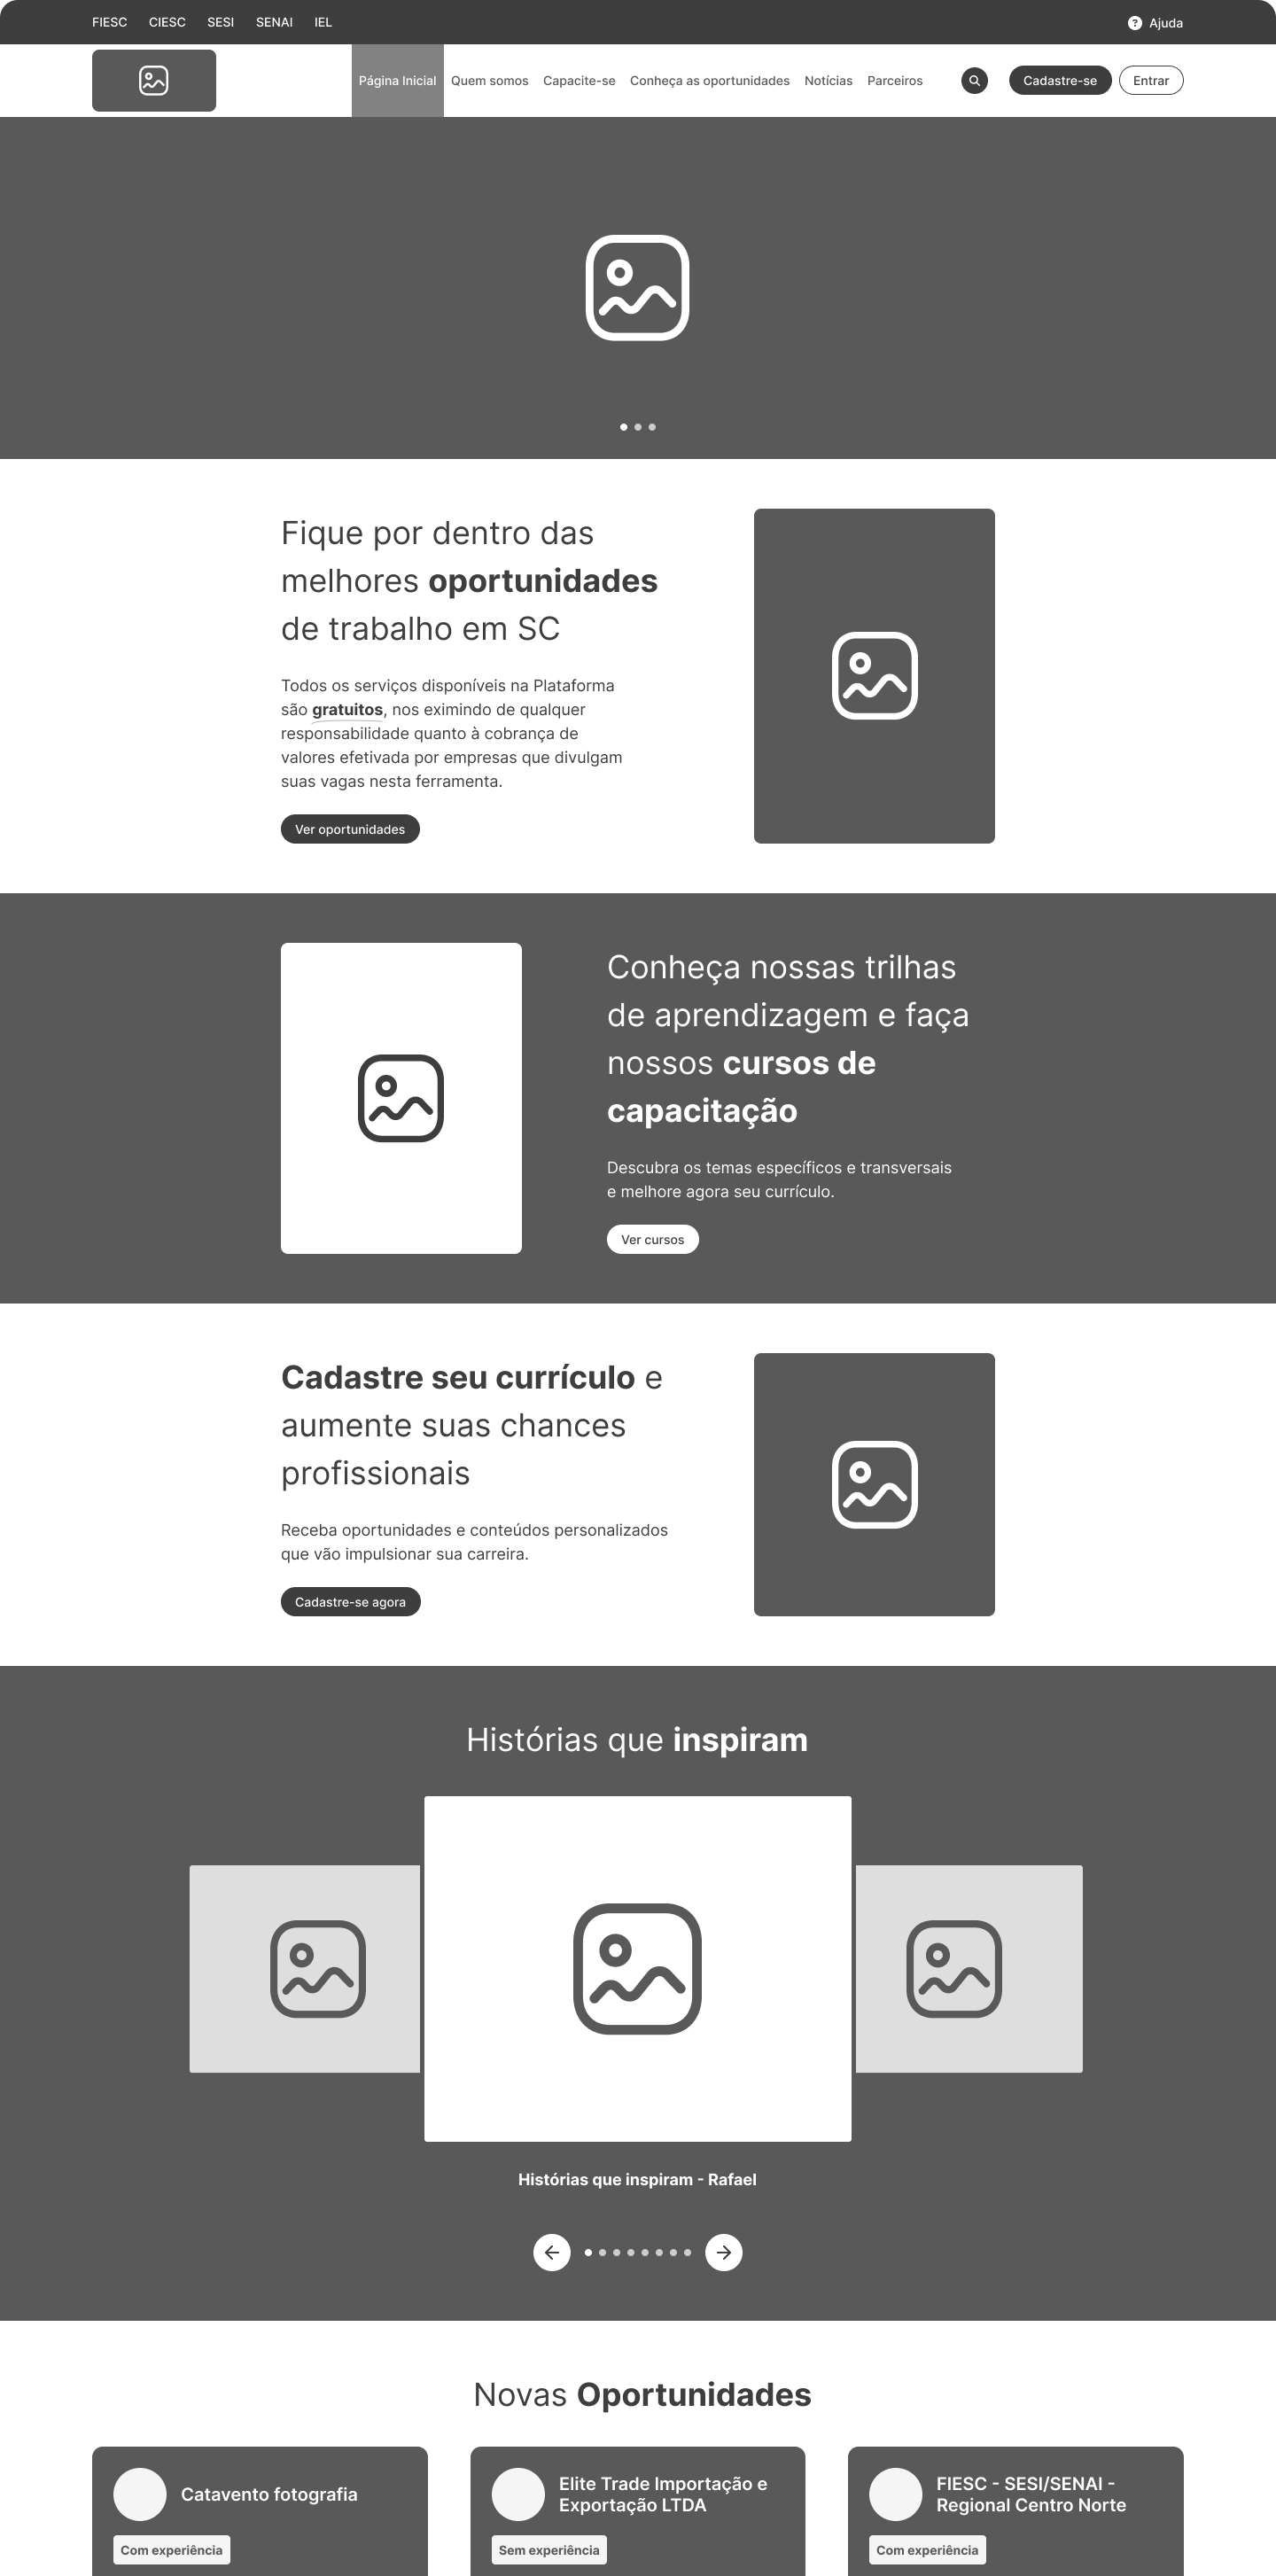 FIESC CIESC SESI SENAI IEL Ajuda
Página Inicial Quem somos Capacite-se Conheça as oportunidades Notícias Parceiros Cadastre-se Entrar
Fique por dentro das
melhores oportunidades
de trabalho em SC
Todos os serviços disponíveis na Plataforma
são gratuitos, nos eximindo de qualquer
responsabilidade quanto à cobrança de
valores efetivada por empresas que divulgam
suas vagas nesta ferramenta.
Ver oportunidades
Conheça nossas trilhas
de aprendizagem e faça
nossos cursos de
capacitação
Descubra os temas específicos e transversais
e melhore agora seu currículo.
Ver cursos
Cadastre seu currículo e
aumente suas chances
profissionais
Receba oportunidades e conteúdos personalizados
que vão impulsionar sua carreira.
Cadastre-se agora
Histórias que inspiram
Histórias que inspiram - Rafael
Novas Oportunidades
Catavento fotografia
Com experiência
Elite Trade Importação e
Exportação LTDA
Sem experiência
FIESC - SESI/SENAI -
Regional Centro Norte
Com experiência